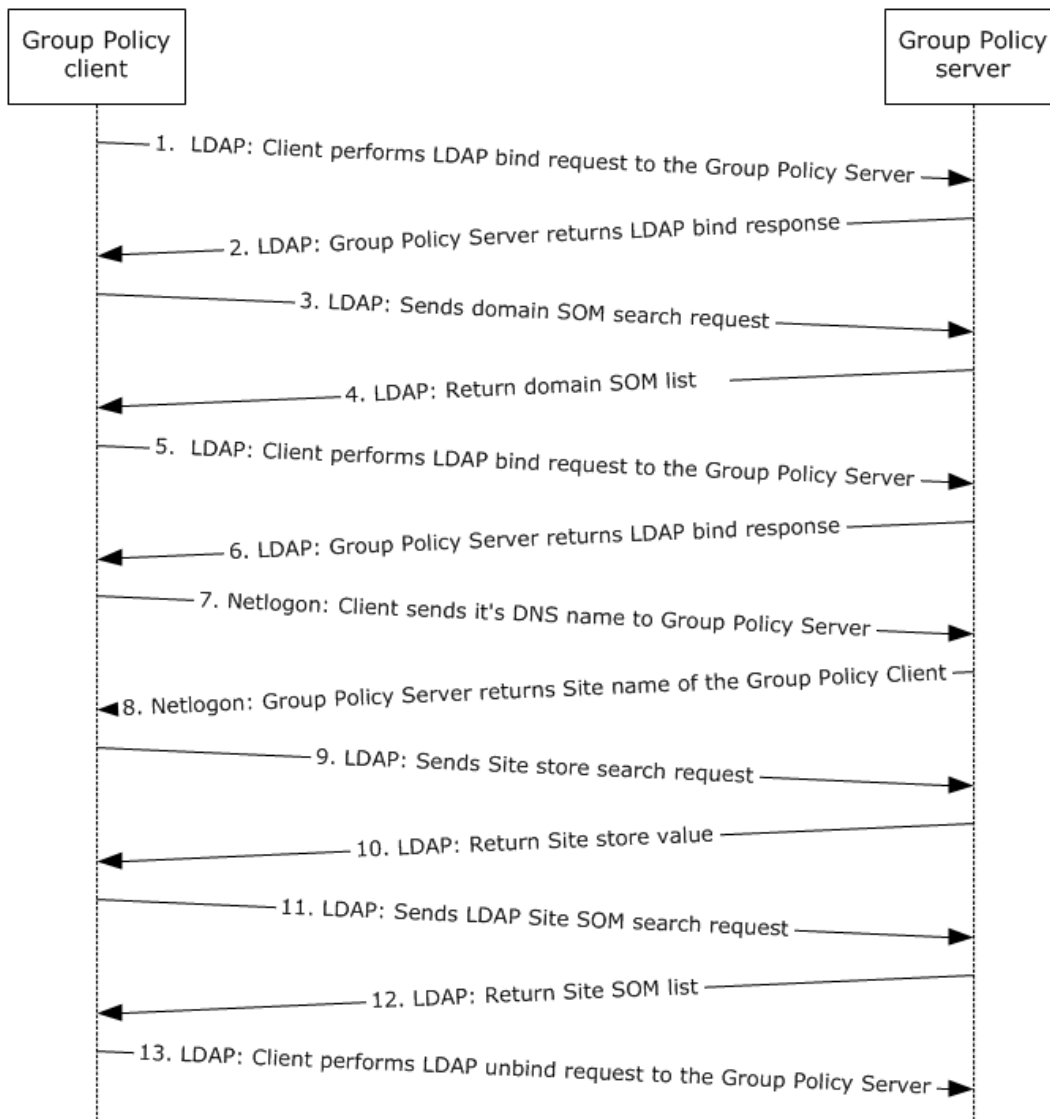 Group Policy
client
Group Policy
server
1. LDAP: Client performs LDAP bind request to the Group Policy Server
2. LDAP: Group Policy Server returns LDAP bind response
3. LDAP: Sends domain SOM search request
4. LDAP: Return domain SOM list
5. LDAP: Client performs LDAP bind request to the Group Policy Server
6. LDAP: Group Policy Server returns LDAP bind response
7. Netlogon: Client sends it's DNS name to Group Policy Server
8. Netlogon: Group Policy Server returns Site name of the Group Policy Client
9. LDAP: Sends Site store search request
10. LDAP: Return Site store value
11. LDAP: Sends LDAP Site SOM search request
12. LDAP: Return Site SOM list
13. LDAP: Client performs LDAP unbind request to the Group Policy Server